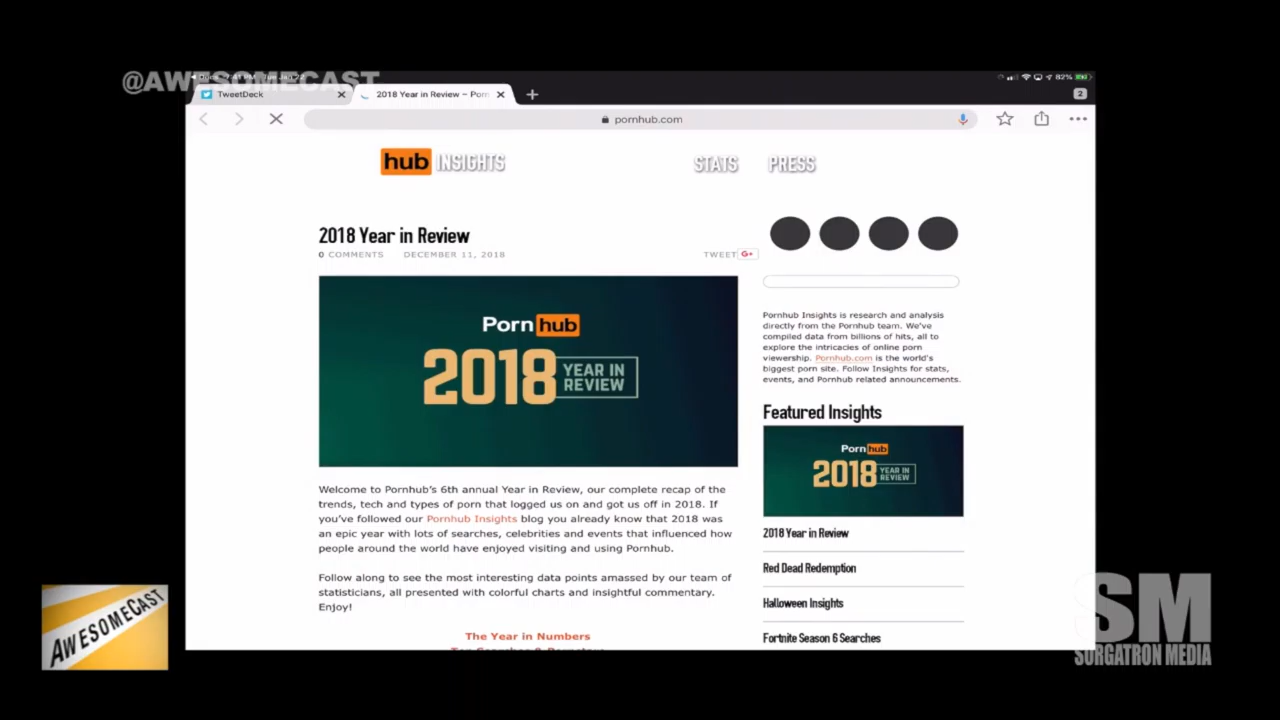 @AWESOMECAST
TweetDeck
2018 Year in Review – Porn
2
82%
pornhub.com
hub INSIGHTS
STATS PRESS
2018 Year in Review
0 COMMENTS DECEMBER 11, 2018
TWEET G+
Porn hub
2018 YEAR IN
REVIEW
Welcome to Pornhub's 6th annual Year in Review, our complete recap of the
trends, tech and types of porn that logged us on and got us off in 2018. If
you've followed our Pornhub Insights blog you already know that 2018 was
an epic year with lots of searches, celebrities and events that influenced how
people around the world have enjoyed visiting and using Pornhub.
Follow along to see the most interesting data points amassed by our team of
statisticians, all presented with colorful charts and insightful commentary.
Enjoy!
The Year in Numbers
Pornhub Insights is research and analysis
directly from the Pornhub team. We've
compiled data from billions of hits, all to
explore the intricacies of online porn
viewership. Pornhub.com is the world's
biggest porn site. Follow Insights for stats,
events, and Pornhub related announcements.
Featured Insights
Porn hub
2018 YEAR IN
REVIEW
2018 Year in Review
Red Dead Redemption
Halloween Insights
Fortnite Season 6 Searches
AWESOMECAST
SM
SORGATRON MEDIA